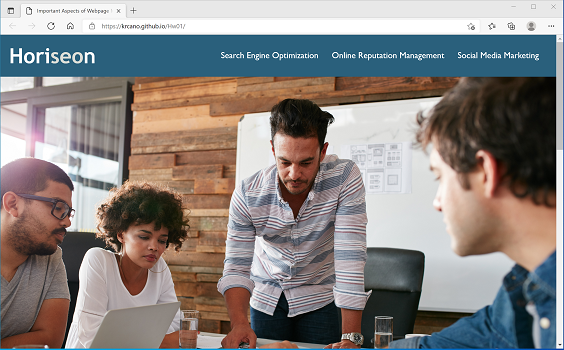 Important Aspects of Webpage
https://krcano.github.io/Hw01/
Horiseon
Search Engine Optimization Online Reputation Management Social Media Marketing